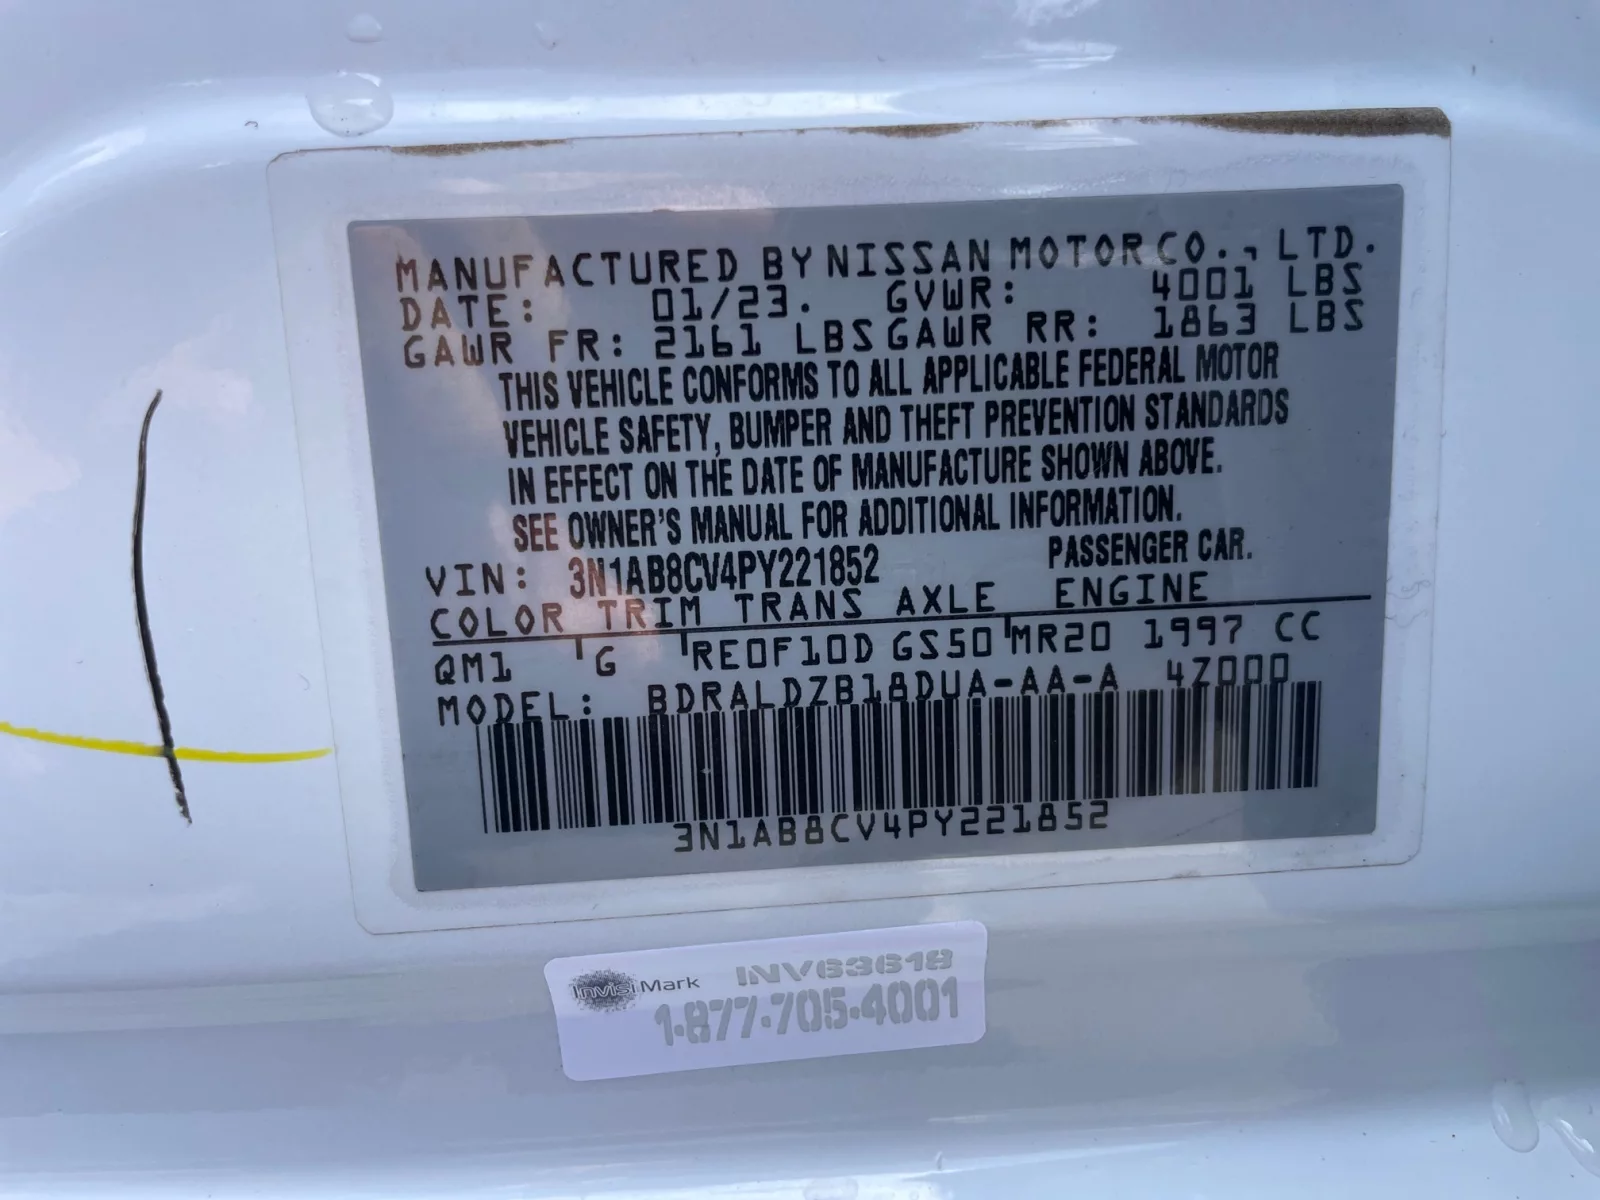 MANUFACTURED BY NISSAN MOTOR CO., LTD.
DATE: 01/23. GVWR: 4001 LBS
GAWR FR: 2161 LBS GAWR RR: 1863 LBS
THIS VEHICLE CONFORMS TO ALL APPLICABLE FEDERAL MOTOR
VEHICLE SAFETY, BUMPER AND THEFT PREVENTION STANDARDS
IN EFFECT ON THE DATE OF MANUFACTURE SHOWN ABOVE.
SEE OWNER'S MANUAL FOR ADDITIONAL INFORMATION.
VIN: 3N1AB8CV4PY221852 PASSENGER CAR.
COLOR TRIM TRANS AXLE ENGINE
QM1 G RE0F10D GS50 MR20 1997 CC
MODEL: BDRALDZB18DUA-AA-A 4Z000
3N1AB8CV4PY221852
InvisiMark INV63618
1-877-705-4001